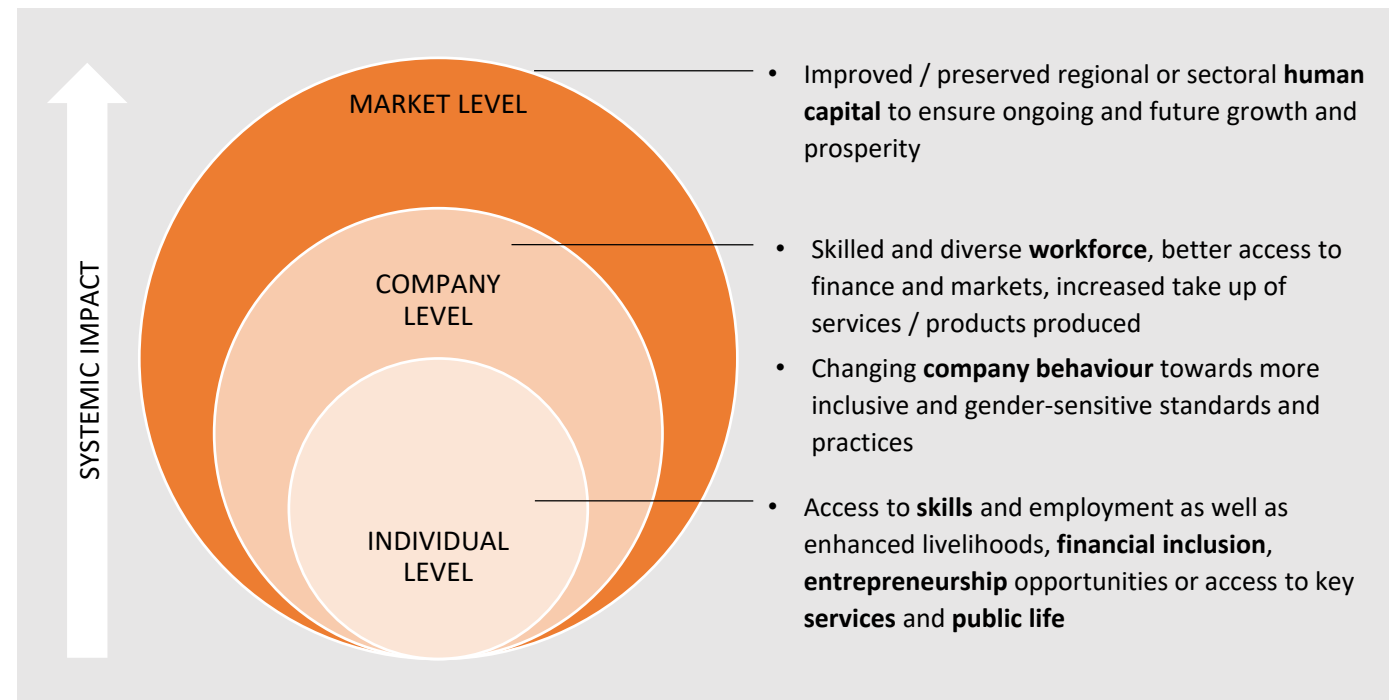 SYSTEMIC IMPACT
MARKET LEVEL
• Improved / preserved regional or sectoral human
capital to ensure ongoing and future growth and
prosperity
COMPANY
LEVEL
• Skilled and diverse workforce, better access to
finance and markets, increased take up of
services / products produced
• Changing company behaviour towards more
inclusive and gender-sensitive standards and
practices
INDIVIDUAL
LEVEL
• Access to skills and employment as well as
enhanced livelihoods, financial inclusion,
entrepreneurship opportunities or access to key
services and public life